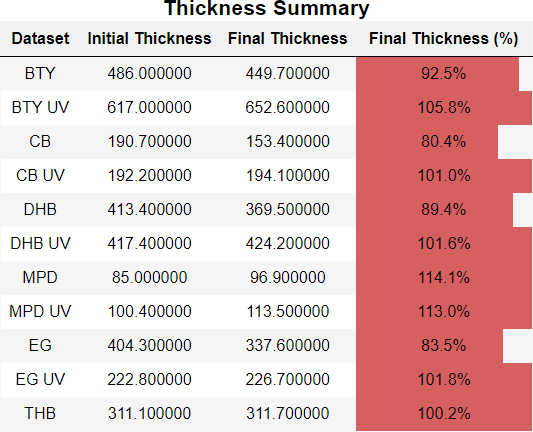 Thickness Summary
Dataset Initial Thickness Final Thickness Final Thickness (%)
BTY 486.000000 449.700000 92.5%
BTY UV 617.000000 652.600000 105.8%
CB 190.700000 153.400000 80.4%
CB UV 192.200000 194.100000 101.0%
DHB 413.400000 369.500000 89.4%
DHB UV 417.400000 424.200000 101.6%
MPD 85.000000 96.900000 114.1%
MPD UV 100.400000 113.500000 113.0%
EG 404.300000 337.600000 83.5%
EG UV 222.800000 226.700000 101.8%
THB 311.100000 311.700000 100.2%